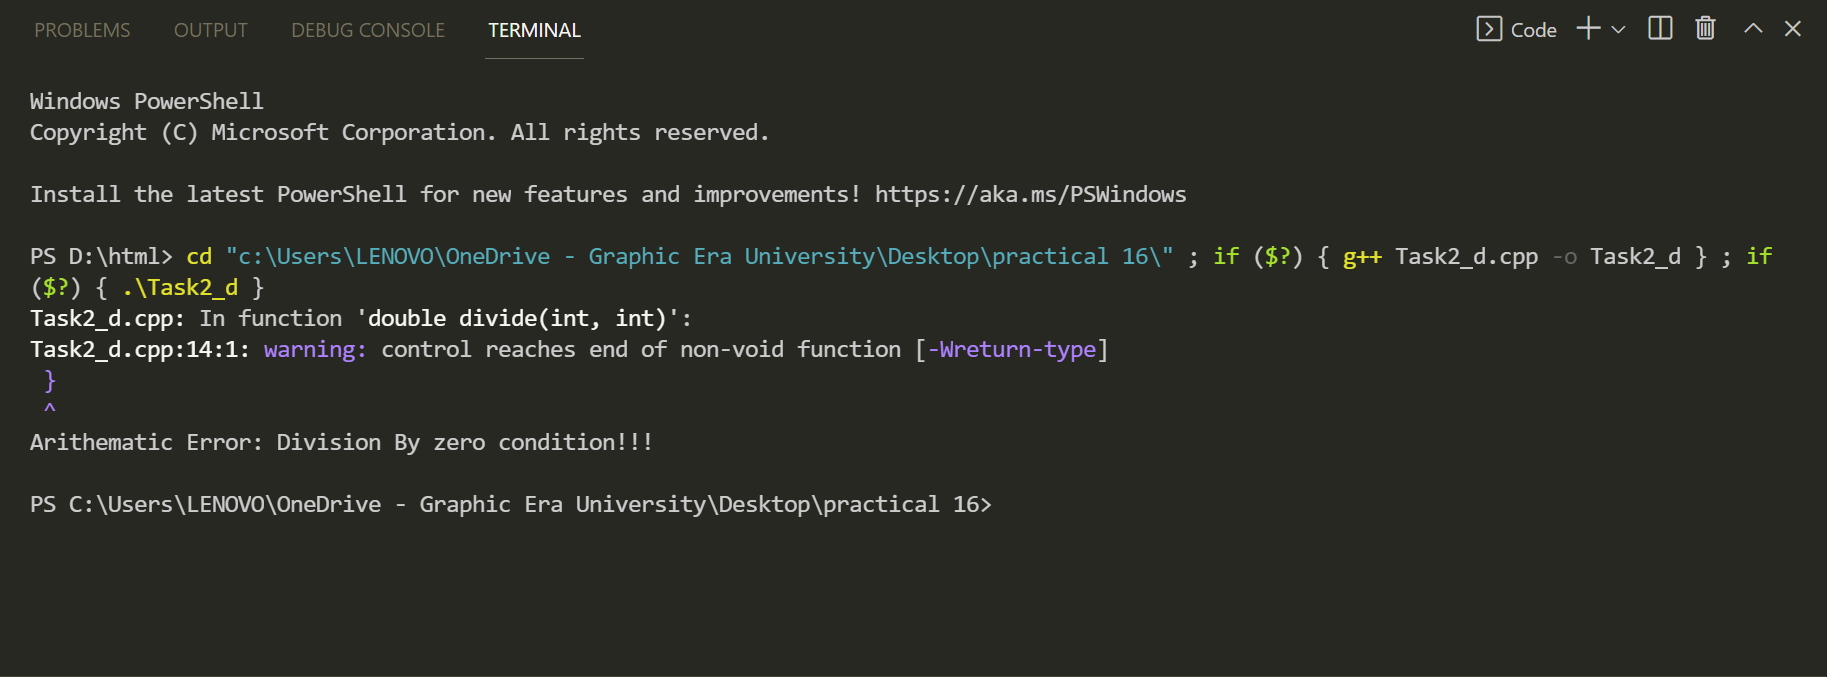 PROBLEMS OUTPUT DEBUG CONSOLE TERMINAL Code
Windows PowerShell
Copyright (C) Microsoft Corporation. All rights reserved.
Install the latest PowerShell for new features and improvements! https://aka.ms/PSWindows
PS D:\html> cd "c:\Users\LENOVO\OneDrive - Graphic Era University\Desktop\practical 16\" ; if ($?) { g++ Task2_d.cpp -o Task2_d } ; if
($?) { .\Task2_d }
Task2_d.cpp: In function 'double divide(int, int)':
Task2_d.cpp:14:1: warning: control reaches end of non-void function [-Wreturn-type]
}
^
Arithematic Error: Division By zero condition!!!
PS C:\Users\LENOVO\OneDrive - Graphic Era University\Desktop\practical 16>